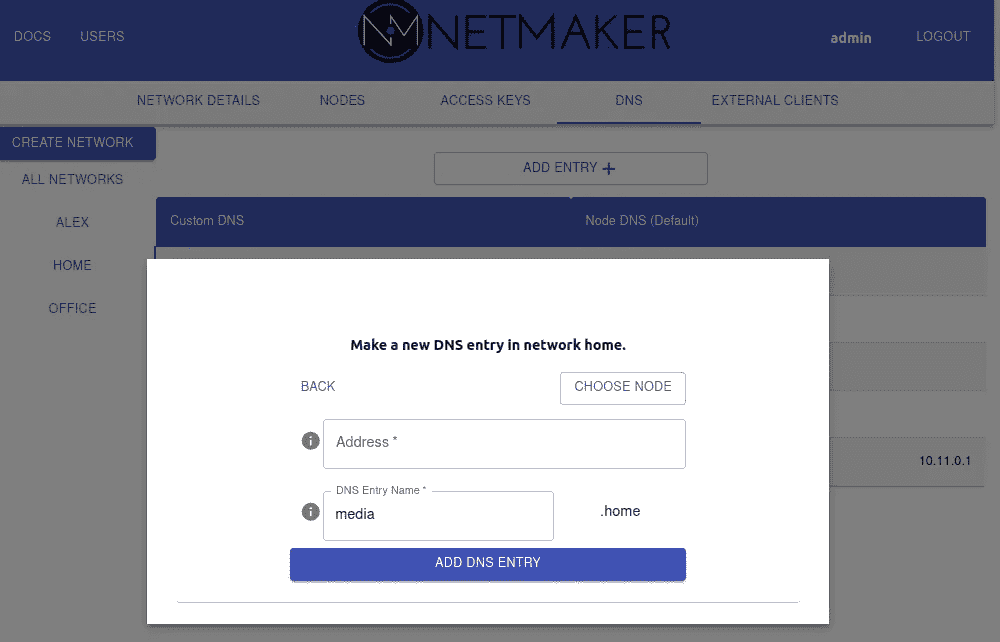 DOCS USERS NETMAKER admin LOGOUT
NETWORK DETAILS NODES ACCESS KEYS DNS EXTERNAL CLIENTS
CREATE NETWORK
ADD ENTRY +
ALL NETWORKS
Custom DNS Node DNS (Default)
ALEX
HOME
OFFICE
Make a new DNS entry in network home.
BACK CHOOSE NODE
Address *
10.11.0.1
DNS Entry Name *
media .home
ADD DNS ENTRY